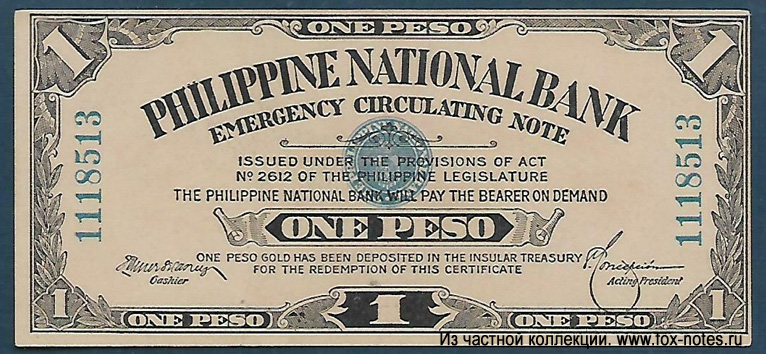 ONE PESO
1 1
PHILIPPINE NATIONAL BANK
EMERGENCY CIRCULATING NOTE
1118513
1118513
ISSUED UNDER THE PROVISIONS OF ACT
Nº 2612 OF THE PHILIPPINE LEGISLATURE
THE PHILIPPINE NATIONAL BANK WILL PAY THE BEARER ON DEMAND
ONE PESO
ONE PESO GOLD HAS BEEN DEPOSITED IN THE INSULAR TREASURY
FOR THE REDEMPTION OF THIS CERTIFICATE
Concepción
Cashier Acting President
1 1 1
ONE PESO ONE PESO
Из частной коллекции. www.fox-notes.ru